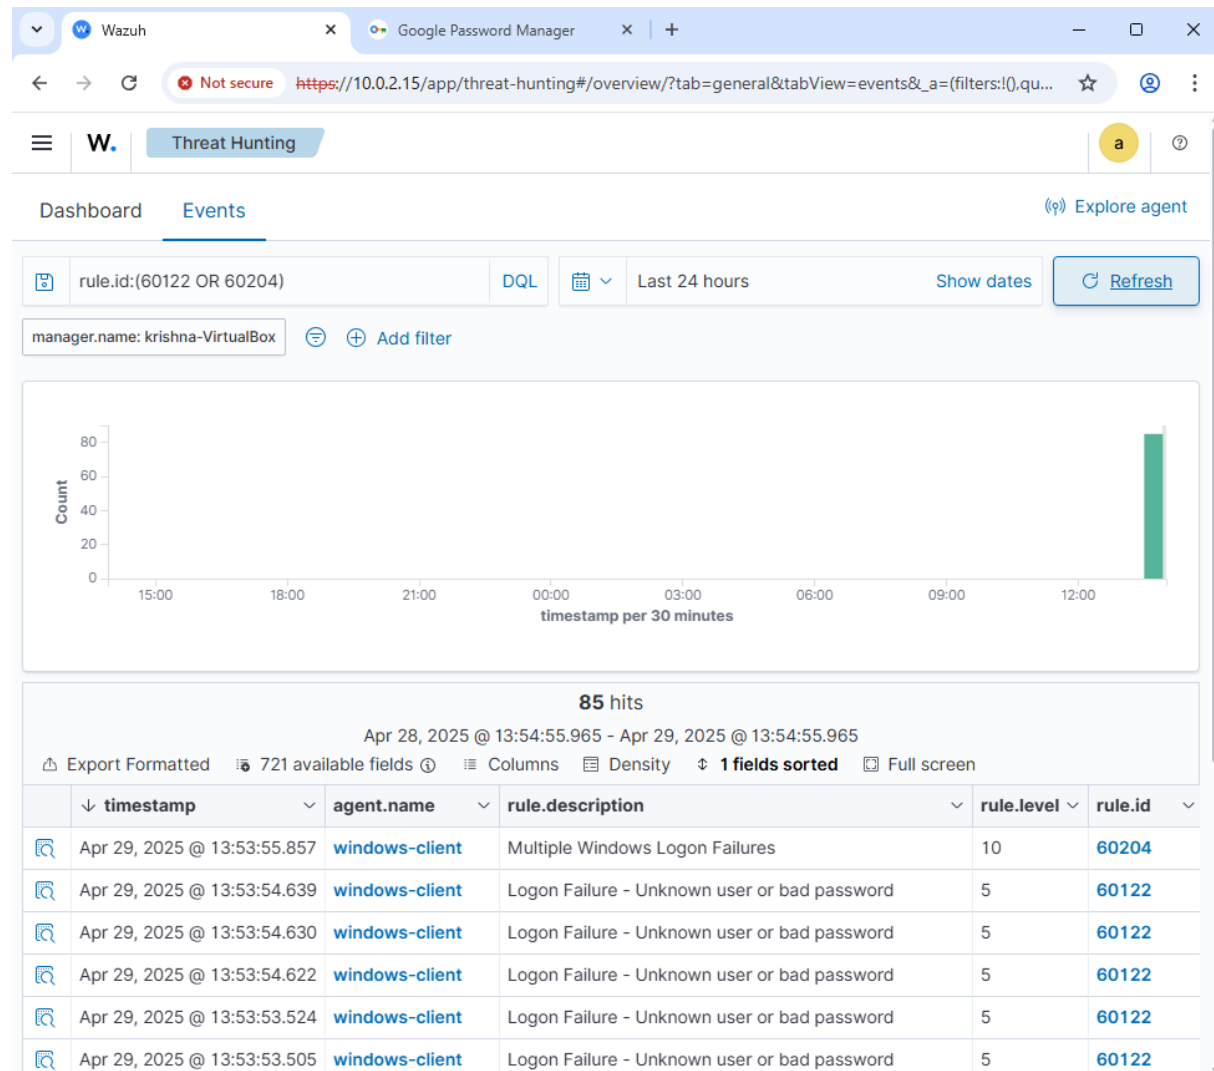 Wazuh
Google Password Manager
Not secure https://10.0.2.15/app/threat-hunting#/overview/?tab=general&tabView=events&_a=(filters:!(),qu...
W. Threat Hunting a
Dashboard Events Explore agent
rule.id:(60122 OR 60204) DQL Last 24 hours Show dates Refresh
manager.name: krishna-VirtualBox Add filter
80
60
40
20
0
Count
15:00 18:00 21:00 00:00 03:00 06:00 09:00 12:00
timestamp per 30 minutes
85 hits
Apr 28, 2025 @ 13:54:55.965 - Apr 29, 2025 @ 13:54:55.965
Export Formatted 721 available fields Columns Density 1 fields sorted Full screen
timestamp agent.name rule.description rule.level rule.id
Apr 29, 2025 @ 13:53:55.857 windows-client Multiple Windows Logon Failures 10 60204
Apr 29, 2025 @ 13:53:54.639 windows-client Logon Failure - Unknown user or bad password 5 60122
Apr 29, 2025 @ 13:53:54.630 windows-client Logon Failure - Unknown user or bad password 5 60122
Apr 29, 2025 @ 13:53:54.622 windows-client Logon Failure - Unknown user or bad password 5 60122
Apr 29, 2025 @ 13:53:53.524 windows-client Logon Failure - Unknown user or bad password 5 60122
Apr 29, 2025 @ 13:53:53.505 windows-client Logon Failure - Unknown user or bad password 5 60122